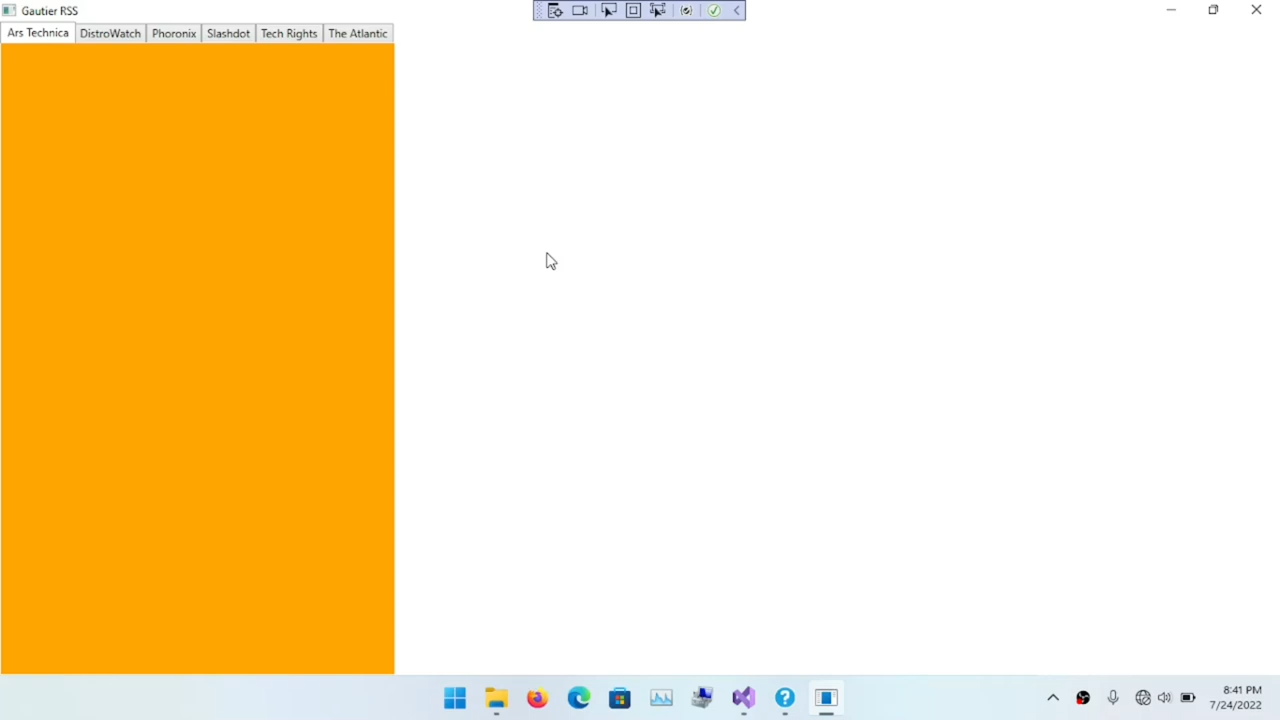 Gautier RSS
Ars Technica
DistroWatch
Phoronix
Slashdot
Tech Rights
The Atlantic
8:41 PM
7/24/2022